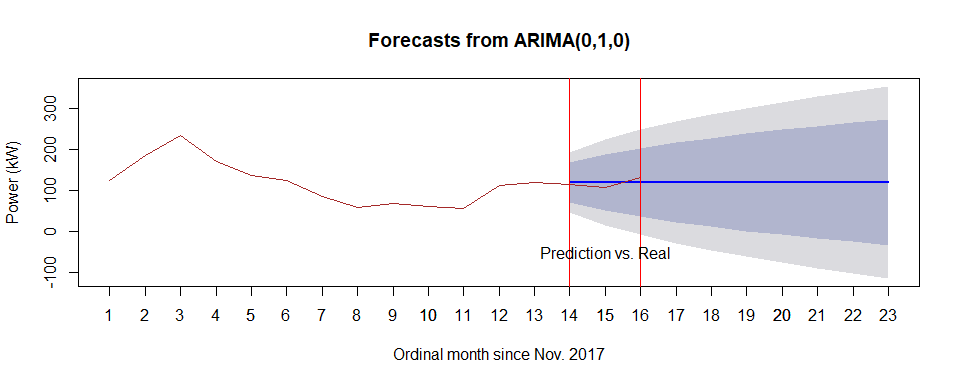 Forecasts from ARIMA(0,1,0)
Power (kW)
300
200
100
0
-100
Prediction vs. Real
1 2 3 4 5 6 7 8 9 10 11 12 13 14 15 16 17 18 19 20 21 22 23
Ordinal month since Nov. 2017